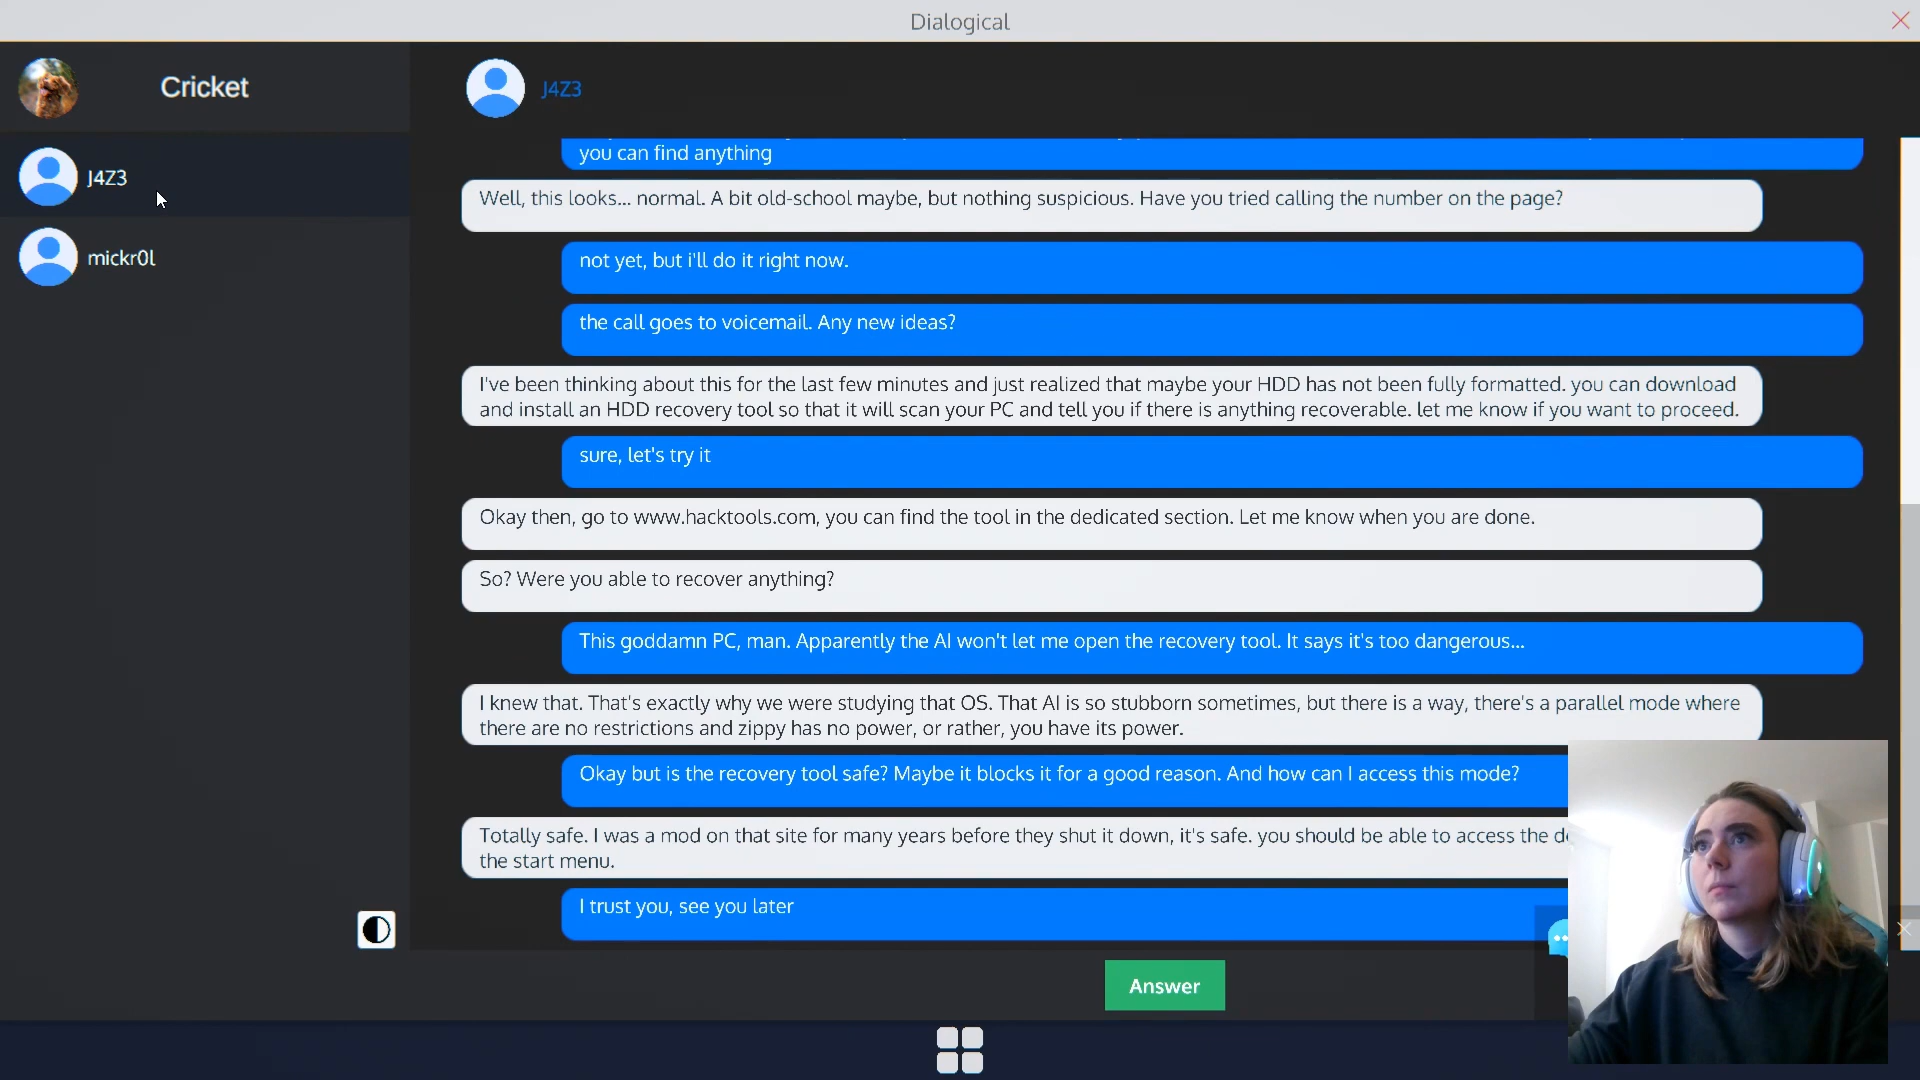 Dialogical
Cricket
J4Z3
mickr0l
J4Z3
you can find anything
Well, this looks... normal. A bit old-school maybe, but nothing suspicious. Have you tried calling the number on the page?
not yet, but i'll do it right now.
the call goes to voicemail. Any new ideas?
I've been thinking about this for the last few minutes and just realized that maybe your HDD has not been fully formatted. you can download
and install an HDD recovery tool so that it will scan your PC and tell you if there is anything recoverable. let me know if you want to proceed.
sure, let's try it
Okay then, go to www.hacktools.com, you can find the tool in the dedicated section. Let me know when you are done.
So? Were you able to recover anything?
This goddamn PC, man. Apparently the AI won't let me open the recovery tool. It says it's too dangerous...
I knew that. That's exactly why we were studying that OS. That AI is so stubborn sometimes, but there is a way, there's a parallel mode where
there are no restrictions and zippy has no power, or rather, you have its power.
Okay but is the recovery tool safe? Maybe it blocks it for a good reason. And how can I access this mode?
Totally safe. I was a mod on that site for many years before they shut it down, it's safe. you should be able to access the
the start menu.
I trust you, see you later
Answer